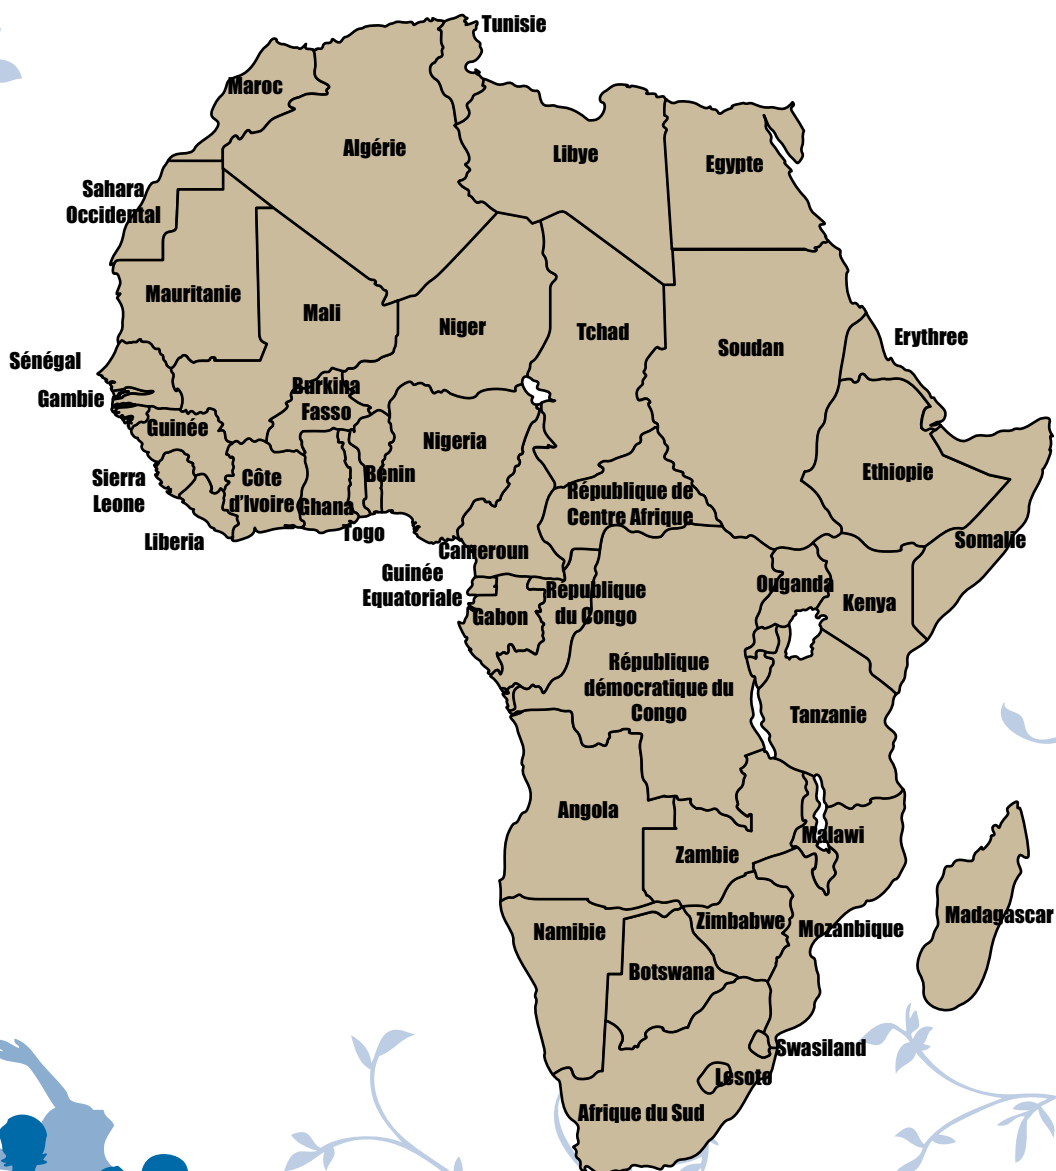 Tunisie
Maroc
Algérie
Libye
Egypte
Sahara
Occidental
Mauritanie
Mali
Niger
Tchad
Soudan
Erythree
Sénégal
Gambie
Burkina
Fasso
Guinée
Nigeria
Sierra
Leone
Côte
d'Ivoire
Ghana
Bénin
Togo
Liberia
Ethiopie
République de
Centre Afrique
Somalie
Cameroun
Guinée
Equatoriale
Gabon
République
du Congo
Ouganda
Kenya
République
démocratique du
Congo
Tanzanie
Angola
Zambie
Malawi
Madagascar
Namibie
Zimbabwe
Mozanbique
Botswana
Swasiland
Lesoto
Afrique du Sud